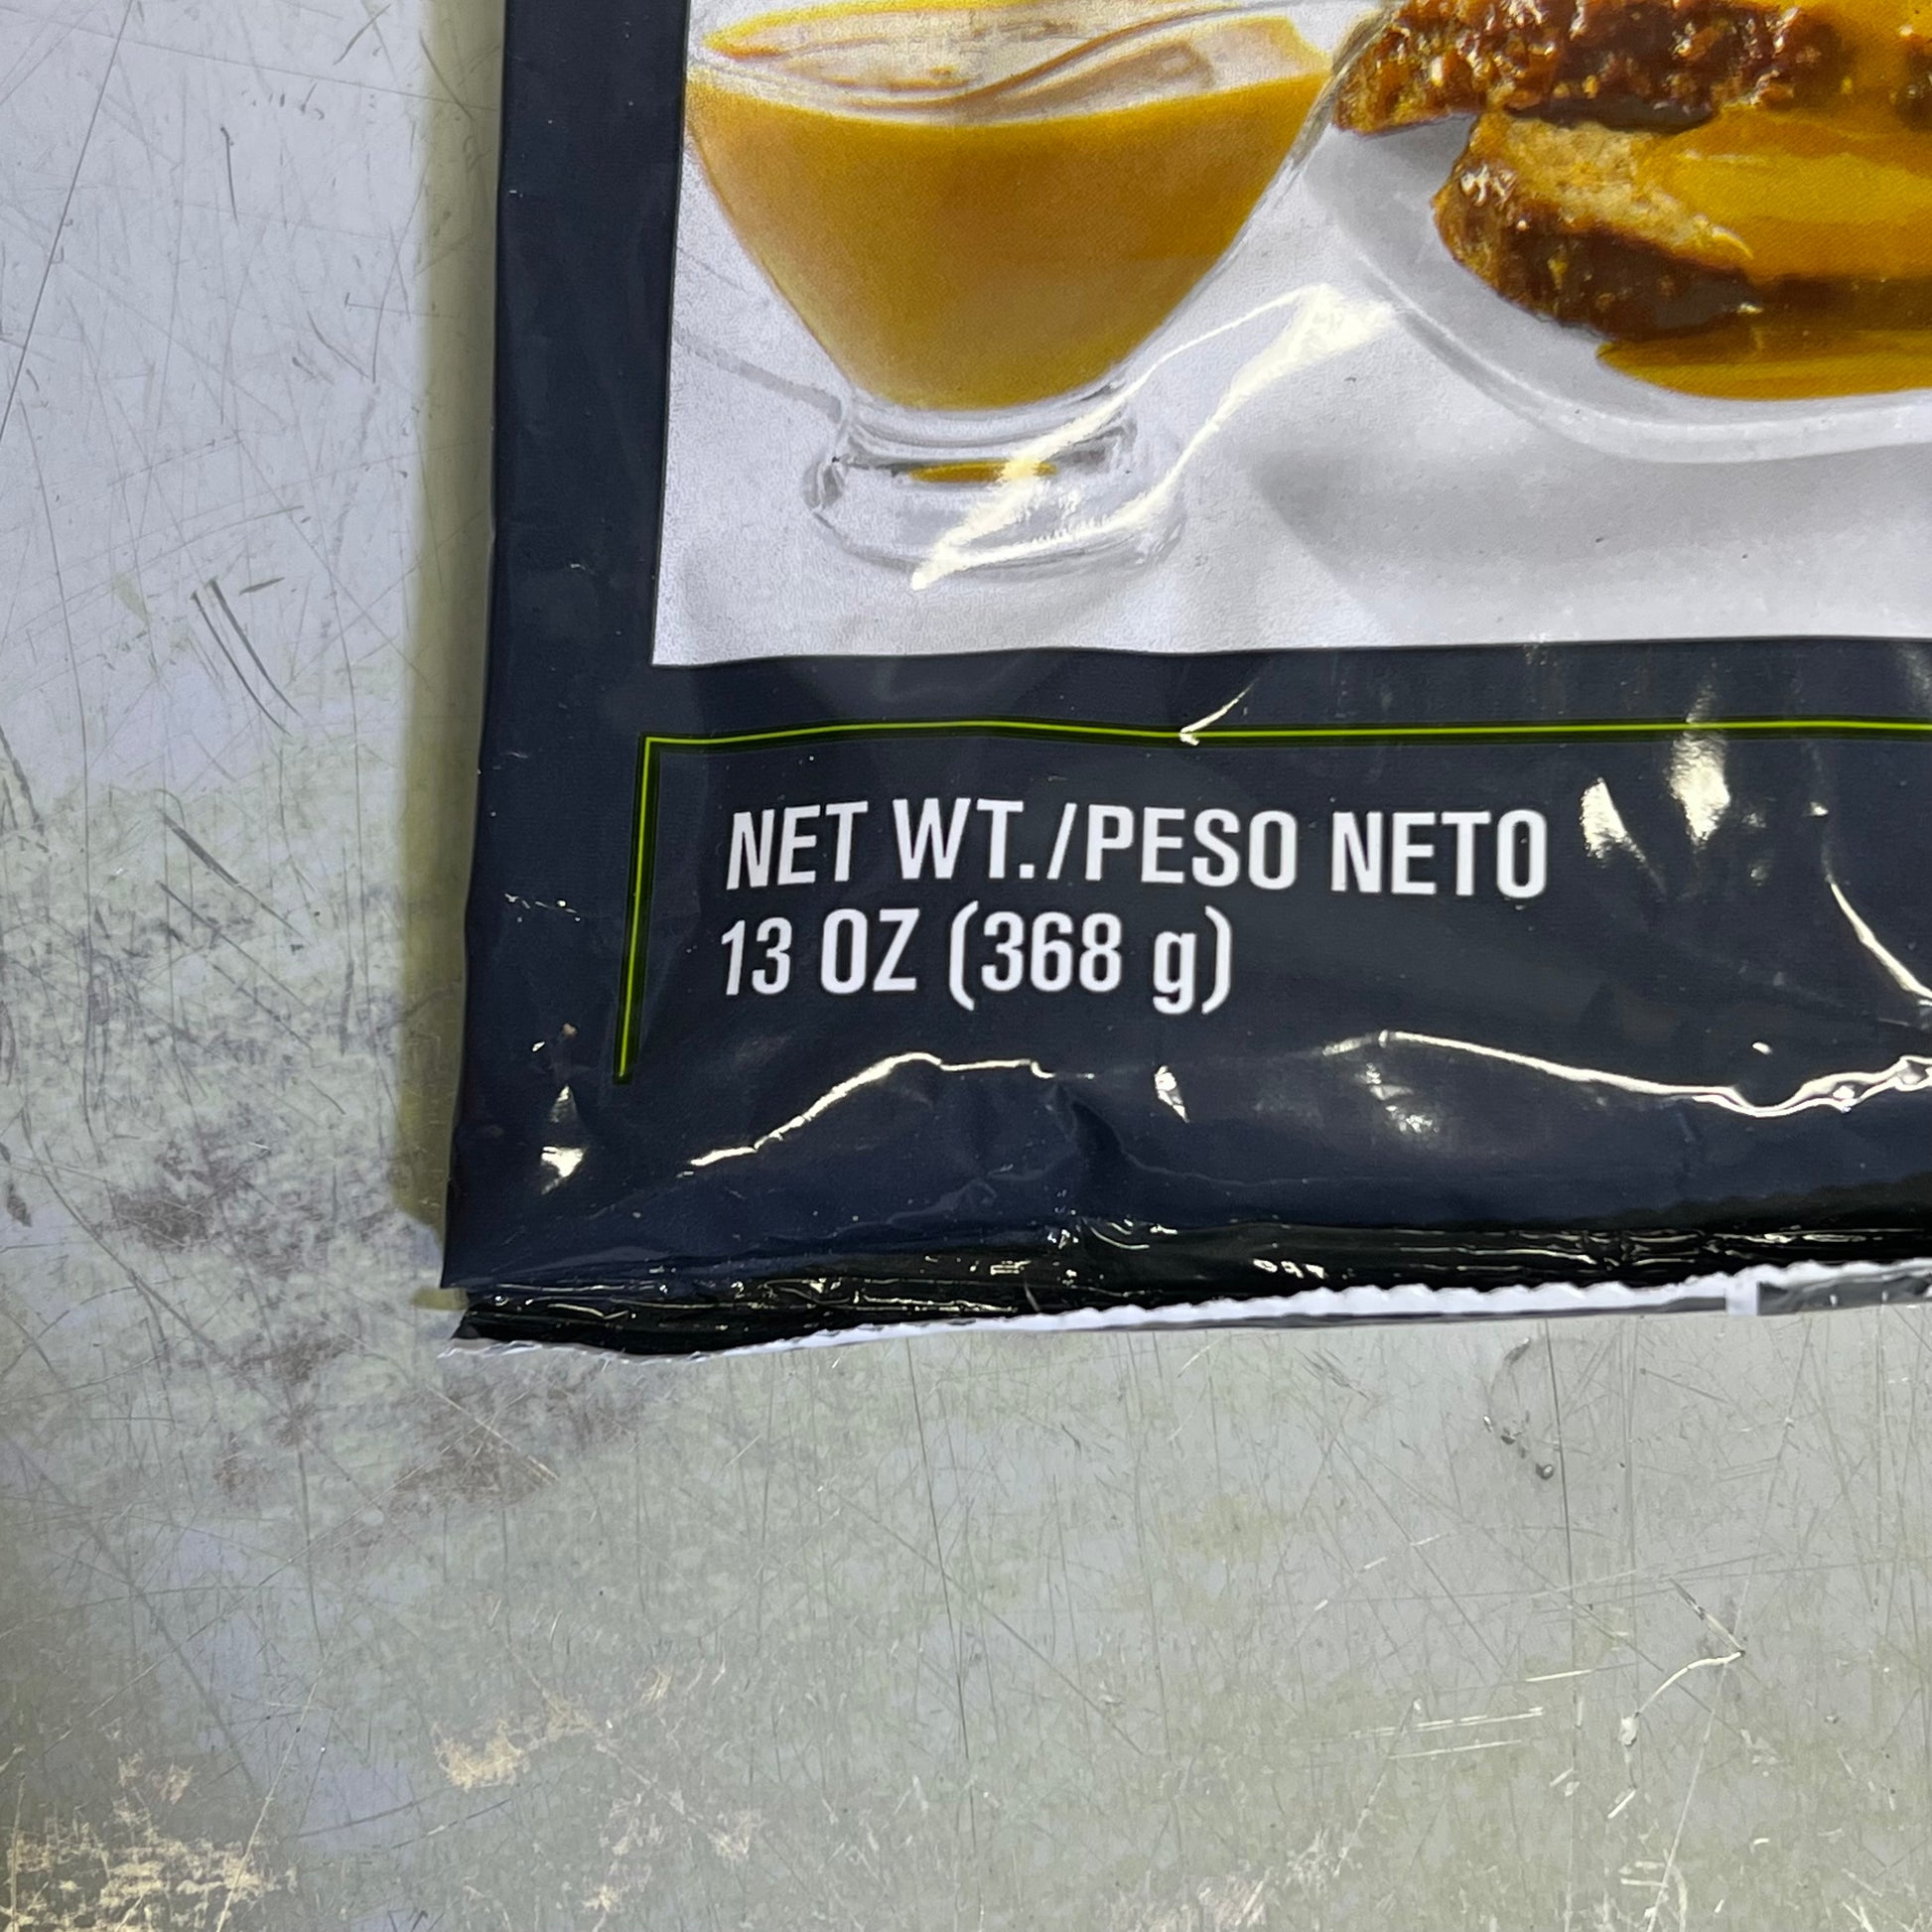 NET WT./PESO NETO
13 OZ (368 g)